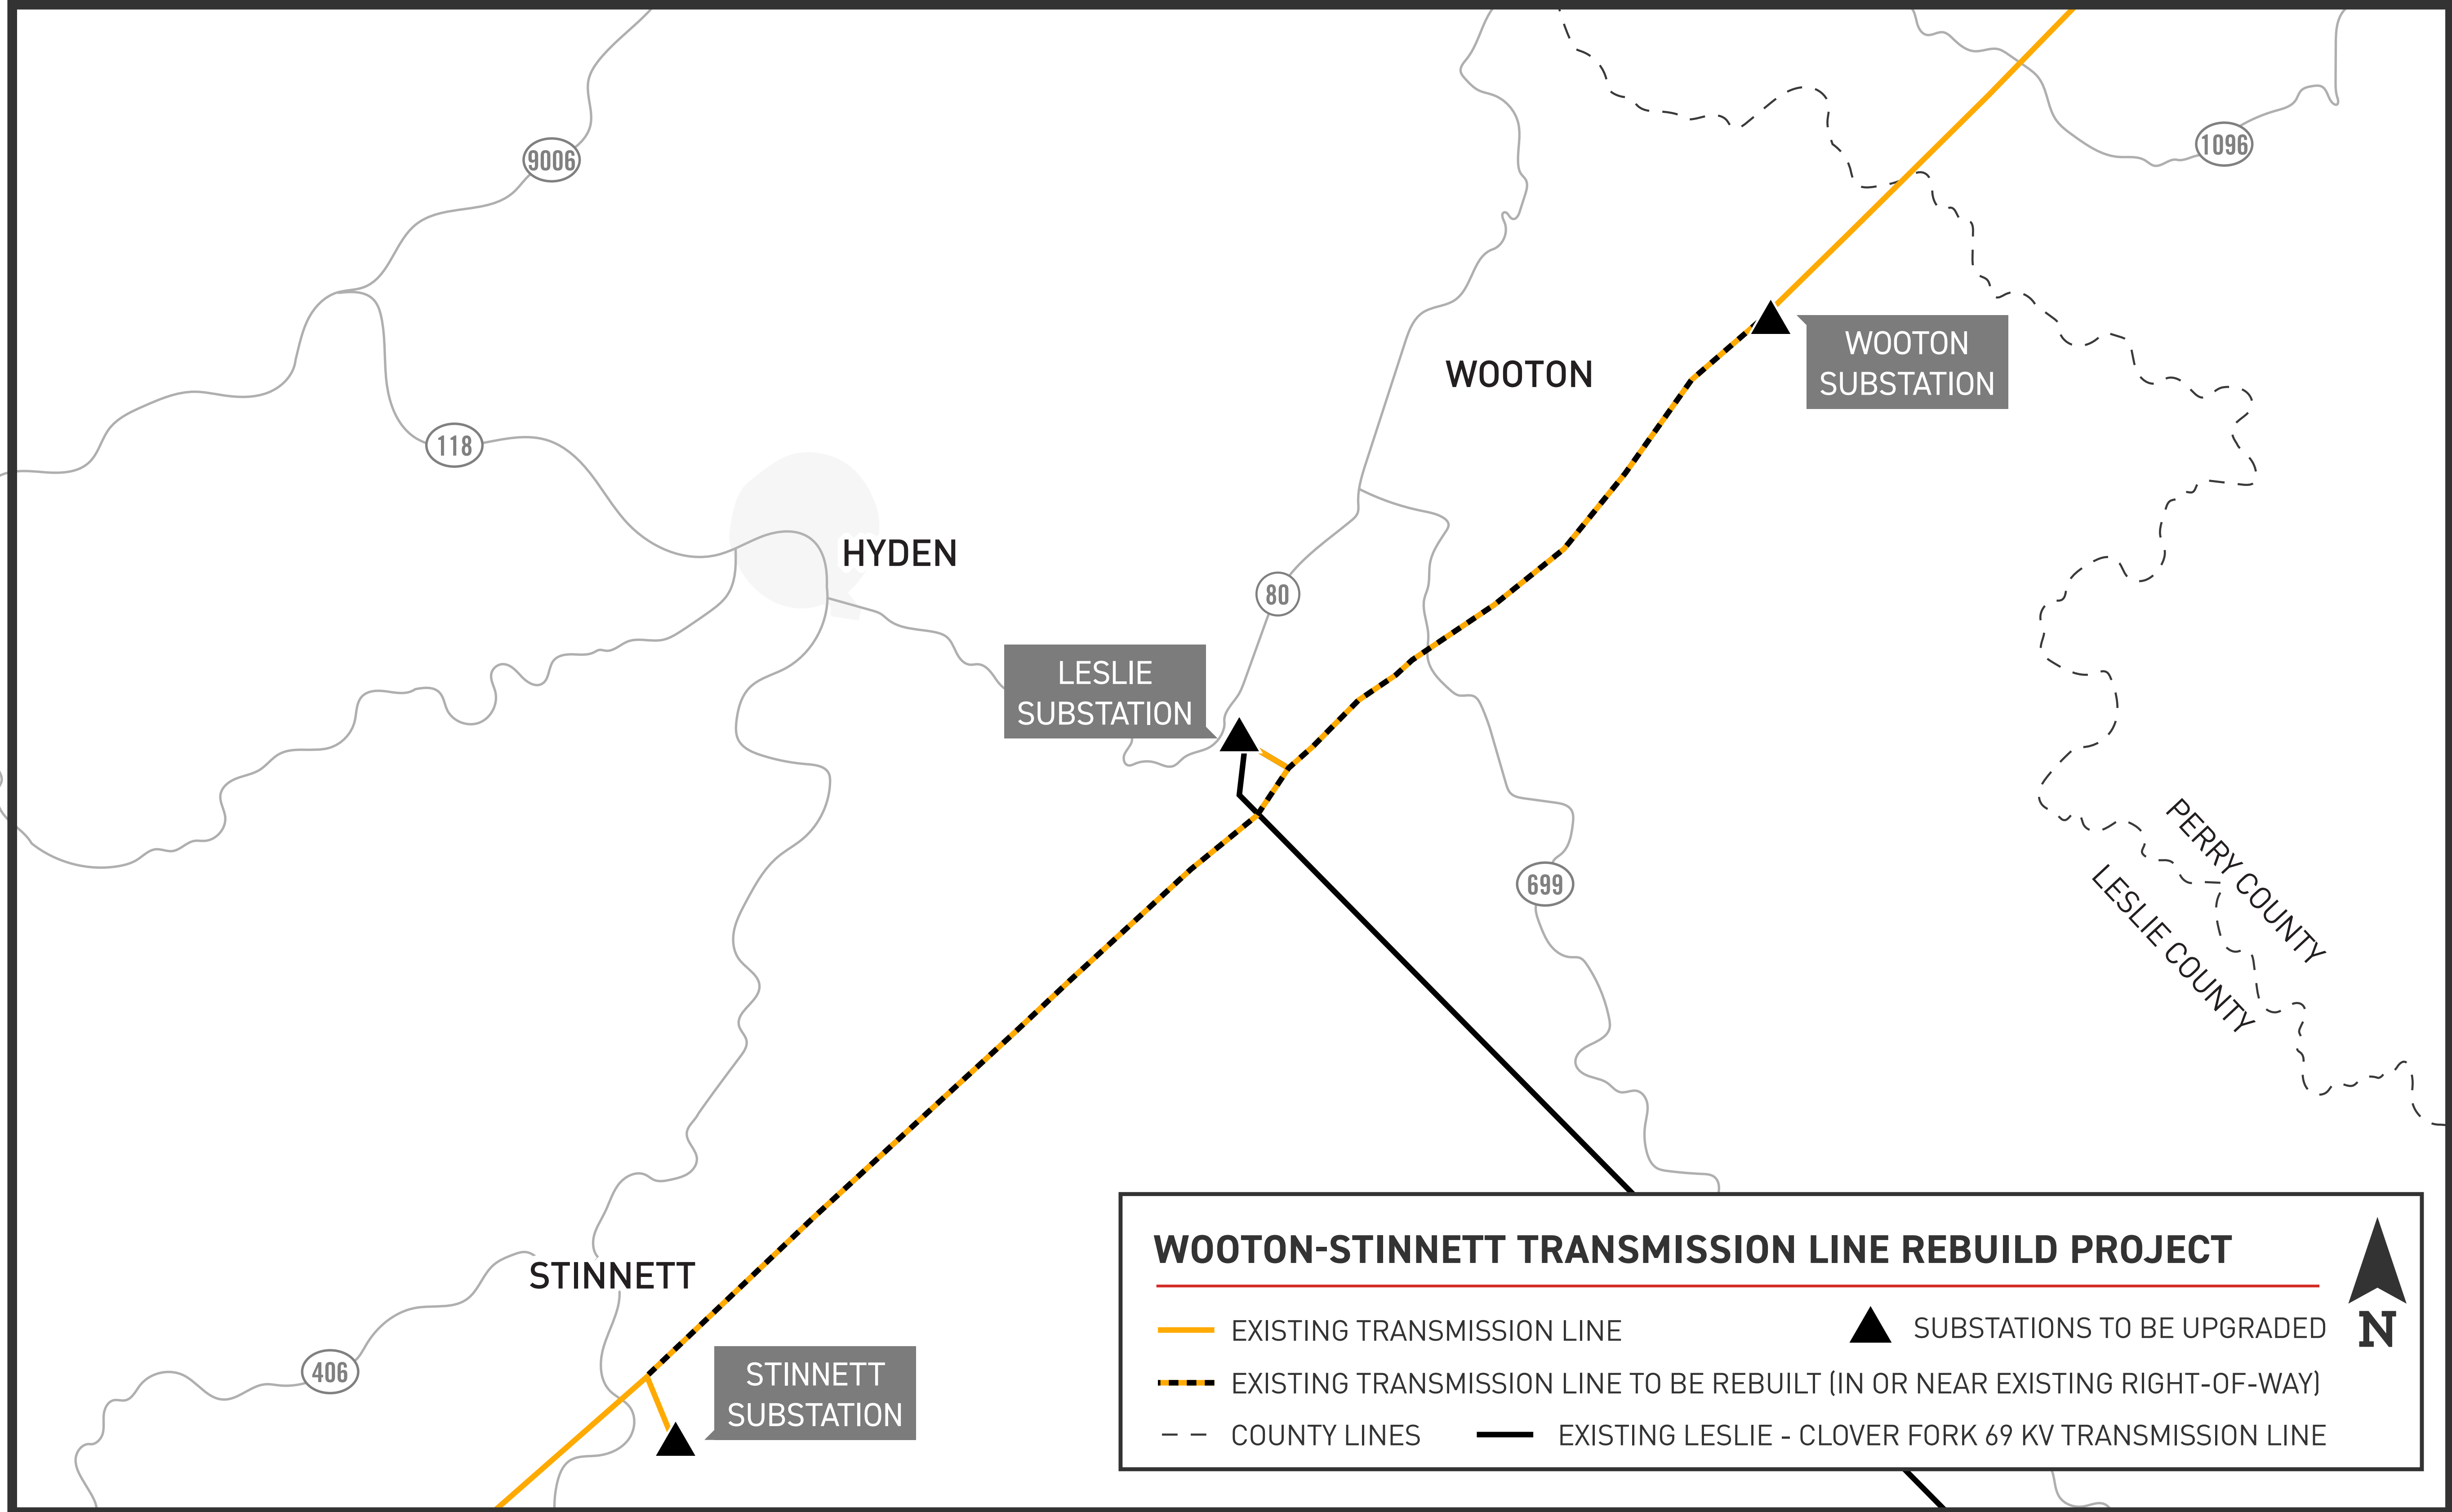 9006
1096
118
WOOTON
WOOTON
SUBSTATION
HYDEN
80
LESLIE
SUBSTATION
699
PERRY COUNTY
LESLIE COUNTY
STINNETT
406
STINNETT
SUBSTATION
WOOTON-STINNETT TRANSMISSION LINE REBUILD PROJECT
EXISTING TRANSMISSION LINE
SUBSTATIONS TO BE UPGRADED
N
EXISTING TRANSMISSION LINE TO BE REBUILT (IN OR NEAR EXISTING RIGHT-OF-WAY)
COUNTY LINES
EXISTING LESLIE - CLOVER FORK 69 KV TRANSMISSION LINE